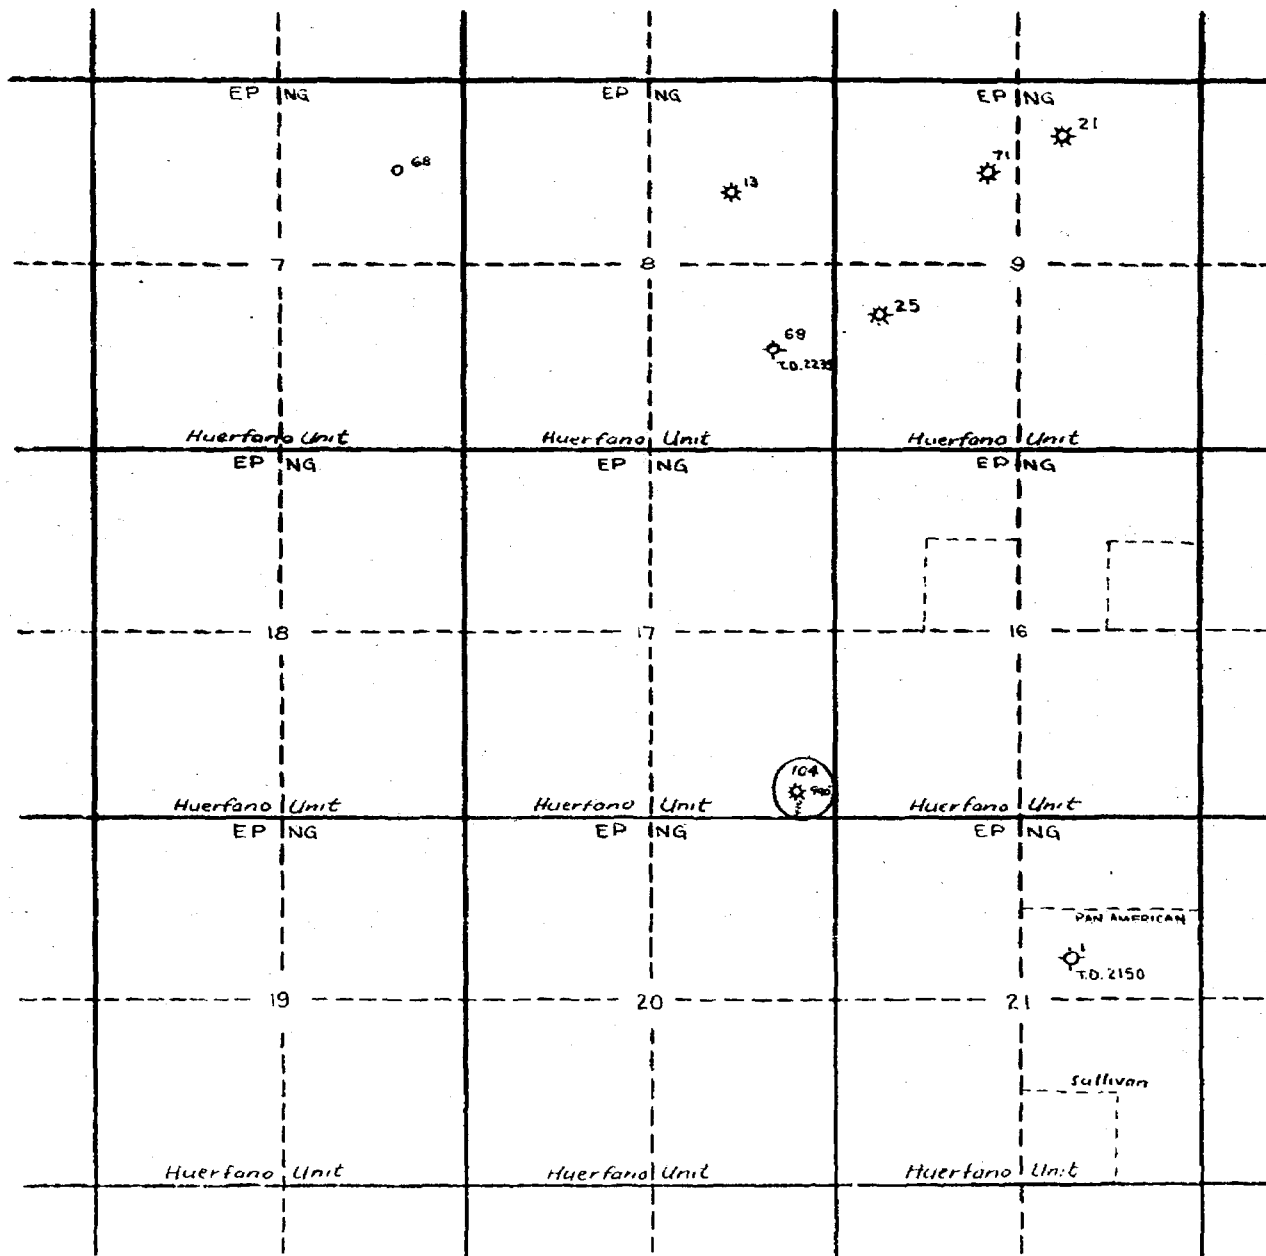 EP NG
EP NG
EP NG
68
13
71
21
7
8
9
25
69
T.D. 2235
Huerfano Unit
Huerfano Unit
Huerfano Unit
EP NG
EP NG
EP NG
18
17
16
104
Huerfano Unit
Huerfano Unit
Huerfano Unit
EP NG
EP NG
EP NG
PAN AMERICAN
1
T.D. 2150
19
20
21
Sullivan
Huerfano Unit
Huerfano Unit
Huerfano Unit